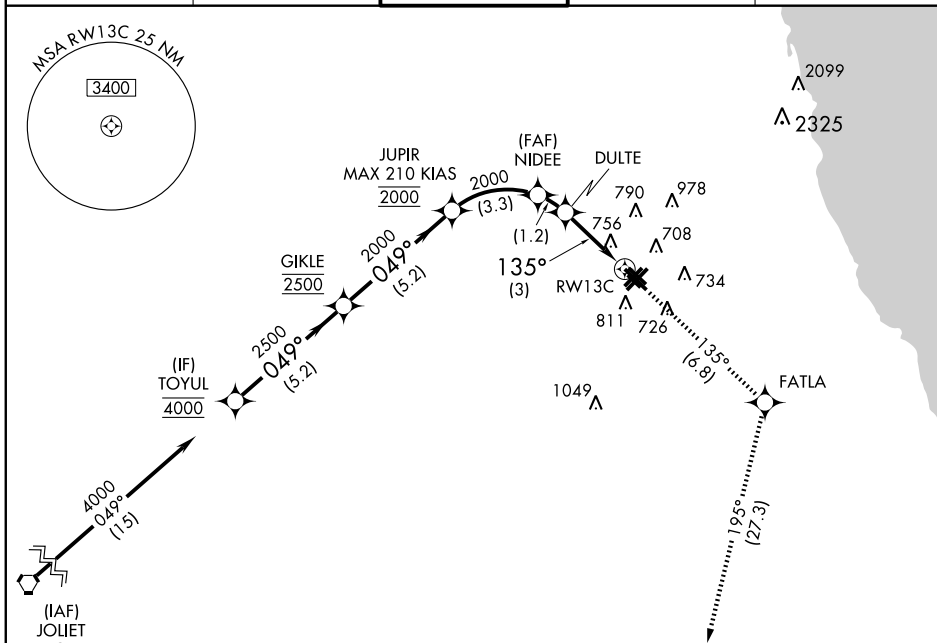 MSA RW13C 25 NM
3400
2099
2325
(FAF)
NIDEE
DULTE
JUPIR
MAX 210 KIAS
2000
2000
(3.3)
(1.2)
790
978
756
708
135°
(3)
RW13C
734
811
726
GIKLE
2500
2000
049°
(5.2)
135°
(6.8)
FATLA
(IF)
TOYUL
4000
2500
049°
(5.2)
1049
4000
049°
(15)
195°
(27.3)
(IAF)
JOLIET